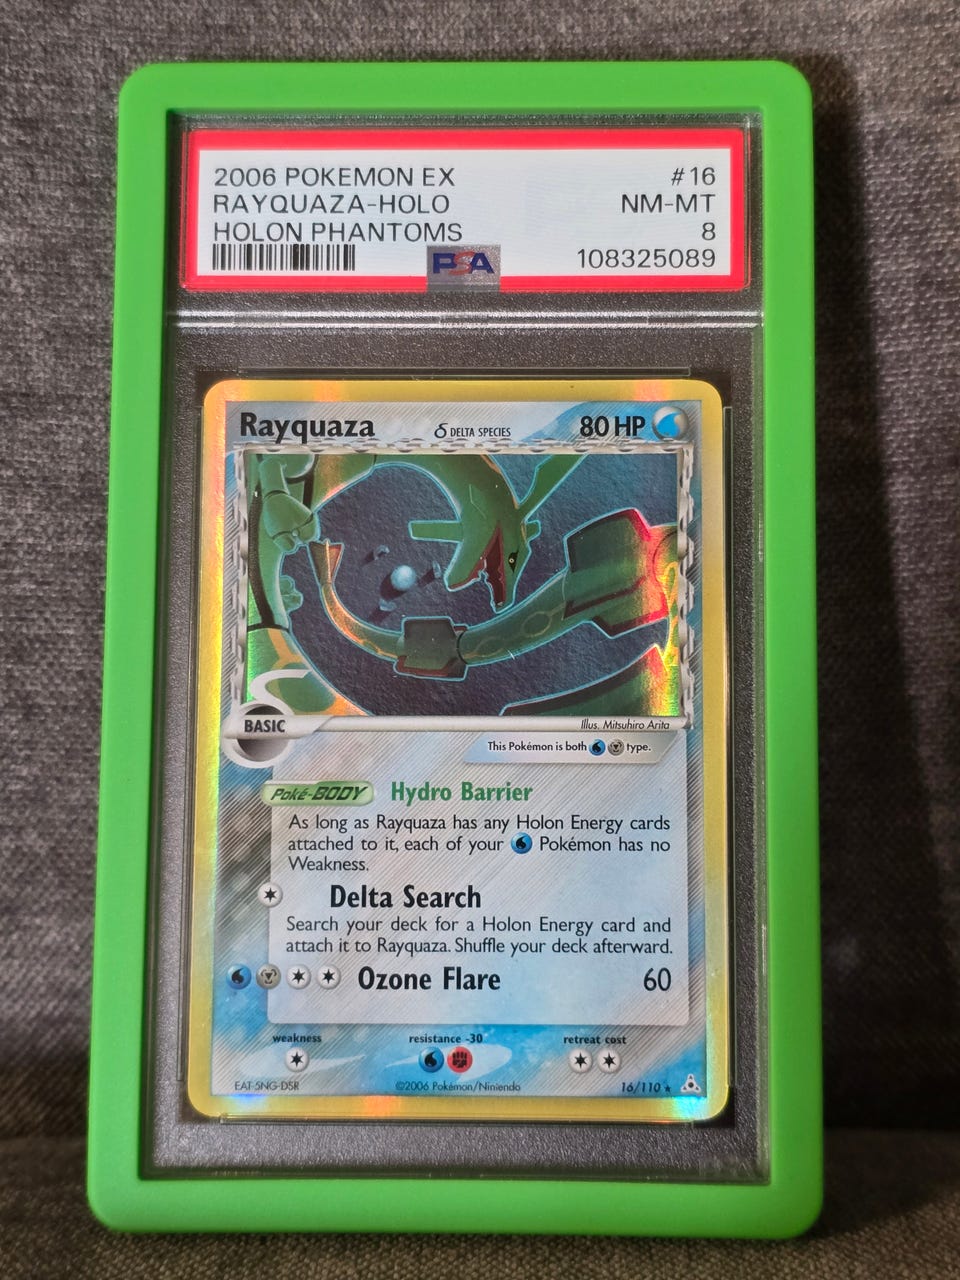 2006 POKEMON EX #16
RAYQUAZA-HOLO NM-MT
HOLON PHANTOMS 8
PSA 108325089
Rayquaza δ DELTA SPECIES 80 HP
BASIC
Illus. Mitsuhiro Arita
This Pokémon is both type.
Poké-BODY Hydro Barrier
As long as Rayquaza has any Holon Energy cards
attached to it, each of your Pokémon has no
Weakness.
Delta Search
Search your deck for a Holon Energy card and
attach it to Rayquaza. Shuffle your deck afterward.
Ozone Flare 60
weakness resistance -30 retreat cost
EAT-5NG-D5R ©2006 Pokémon/Niniendo 16/110 ★